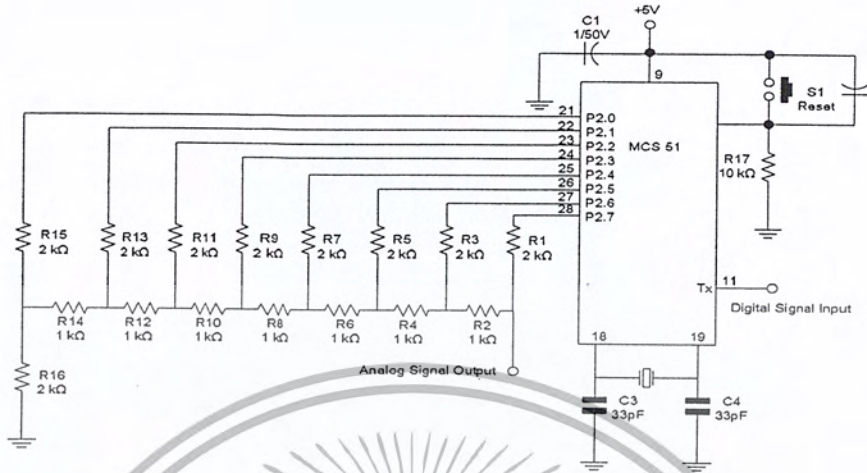 +5V
C1
1/50V
9
S1
Reset
21
22
23
24
25
26
27
28
P2.0
P2.1
P2.2
P2.3
P2.4
P2.5
P2.6
P2.7
MCS 51
R17
10 kΩ
R15
2 kΩ
R13
2 kΩ
R11
2 kΩ
R9
2 kΩ
R7
2 kΩ
R5
2 kΩ
R3
2 kΩ
R1
2 kΩ
Tx
11
Digital Signal Input
R14
1 kΩ
R12
1 kΩ
R10
1 kΩ
R8
1 kΩ
R6
1 kΩ
R4
1 kΩ
R2
1 kΩ
18
19
R16
2 kΩ
Analog Signal Output
C3
33pF
C4
33pF